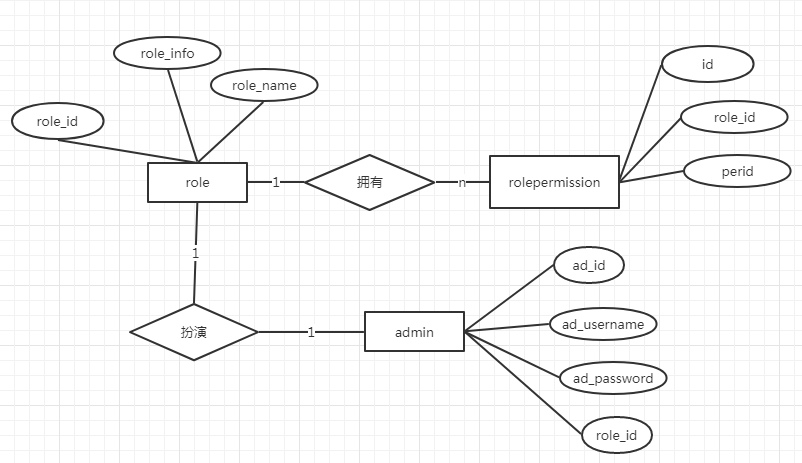 role_info
id
role_name
role_id
role_id
perid
role
1
拥有
n
rolepermission
1
ad_id
ad_username
扮演
1
admin
ad_password
role_id